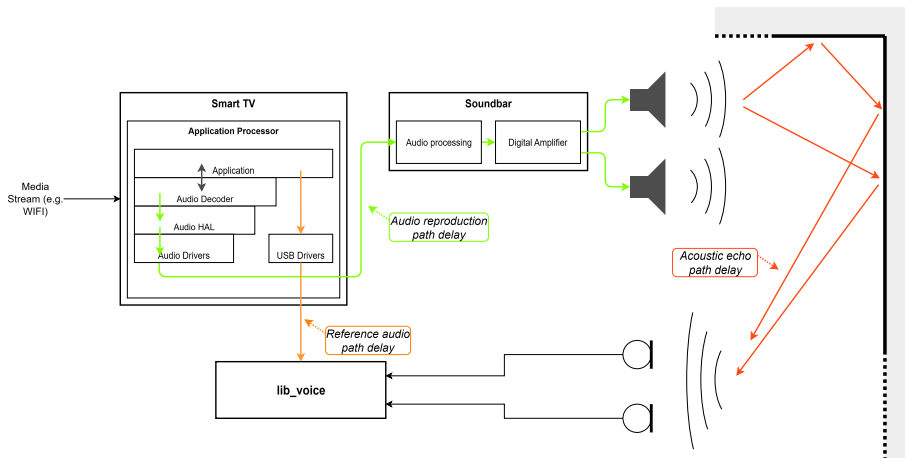 Smart TV
Application Processor
Application
Audio Decoder
Audio HAL
Audio Drivers
USB Drivers
Media
Stream (e.g.
WIFI)
Soundbar
Audio processing
Digital Amplifier
Audio reproduction
path delay
Acoustic echo
path delay
Reference audio
path delay
lib_voice